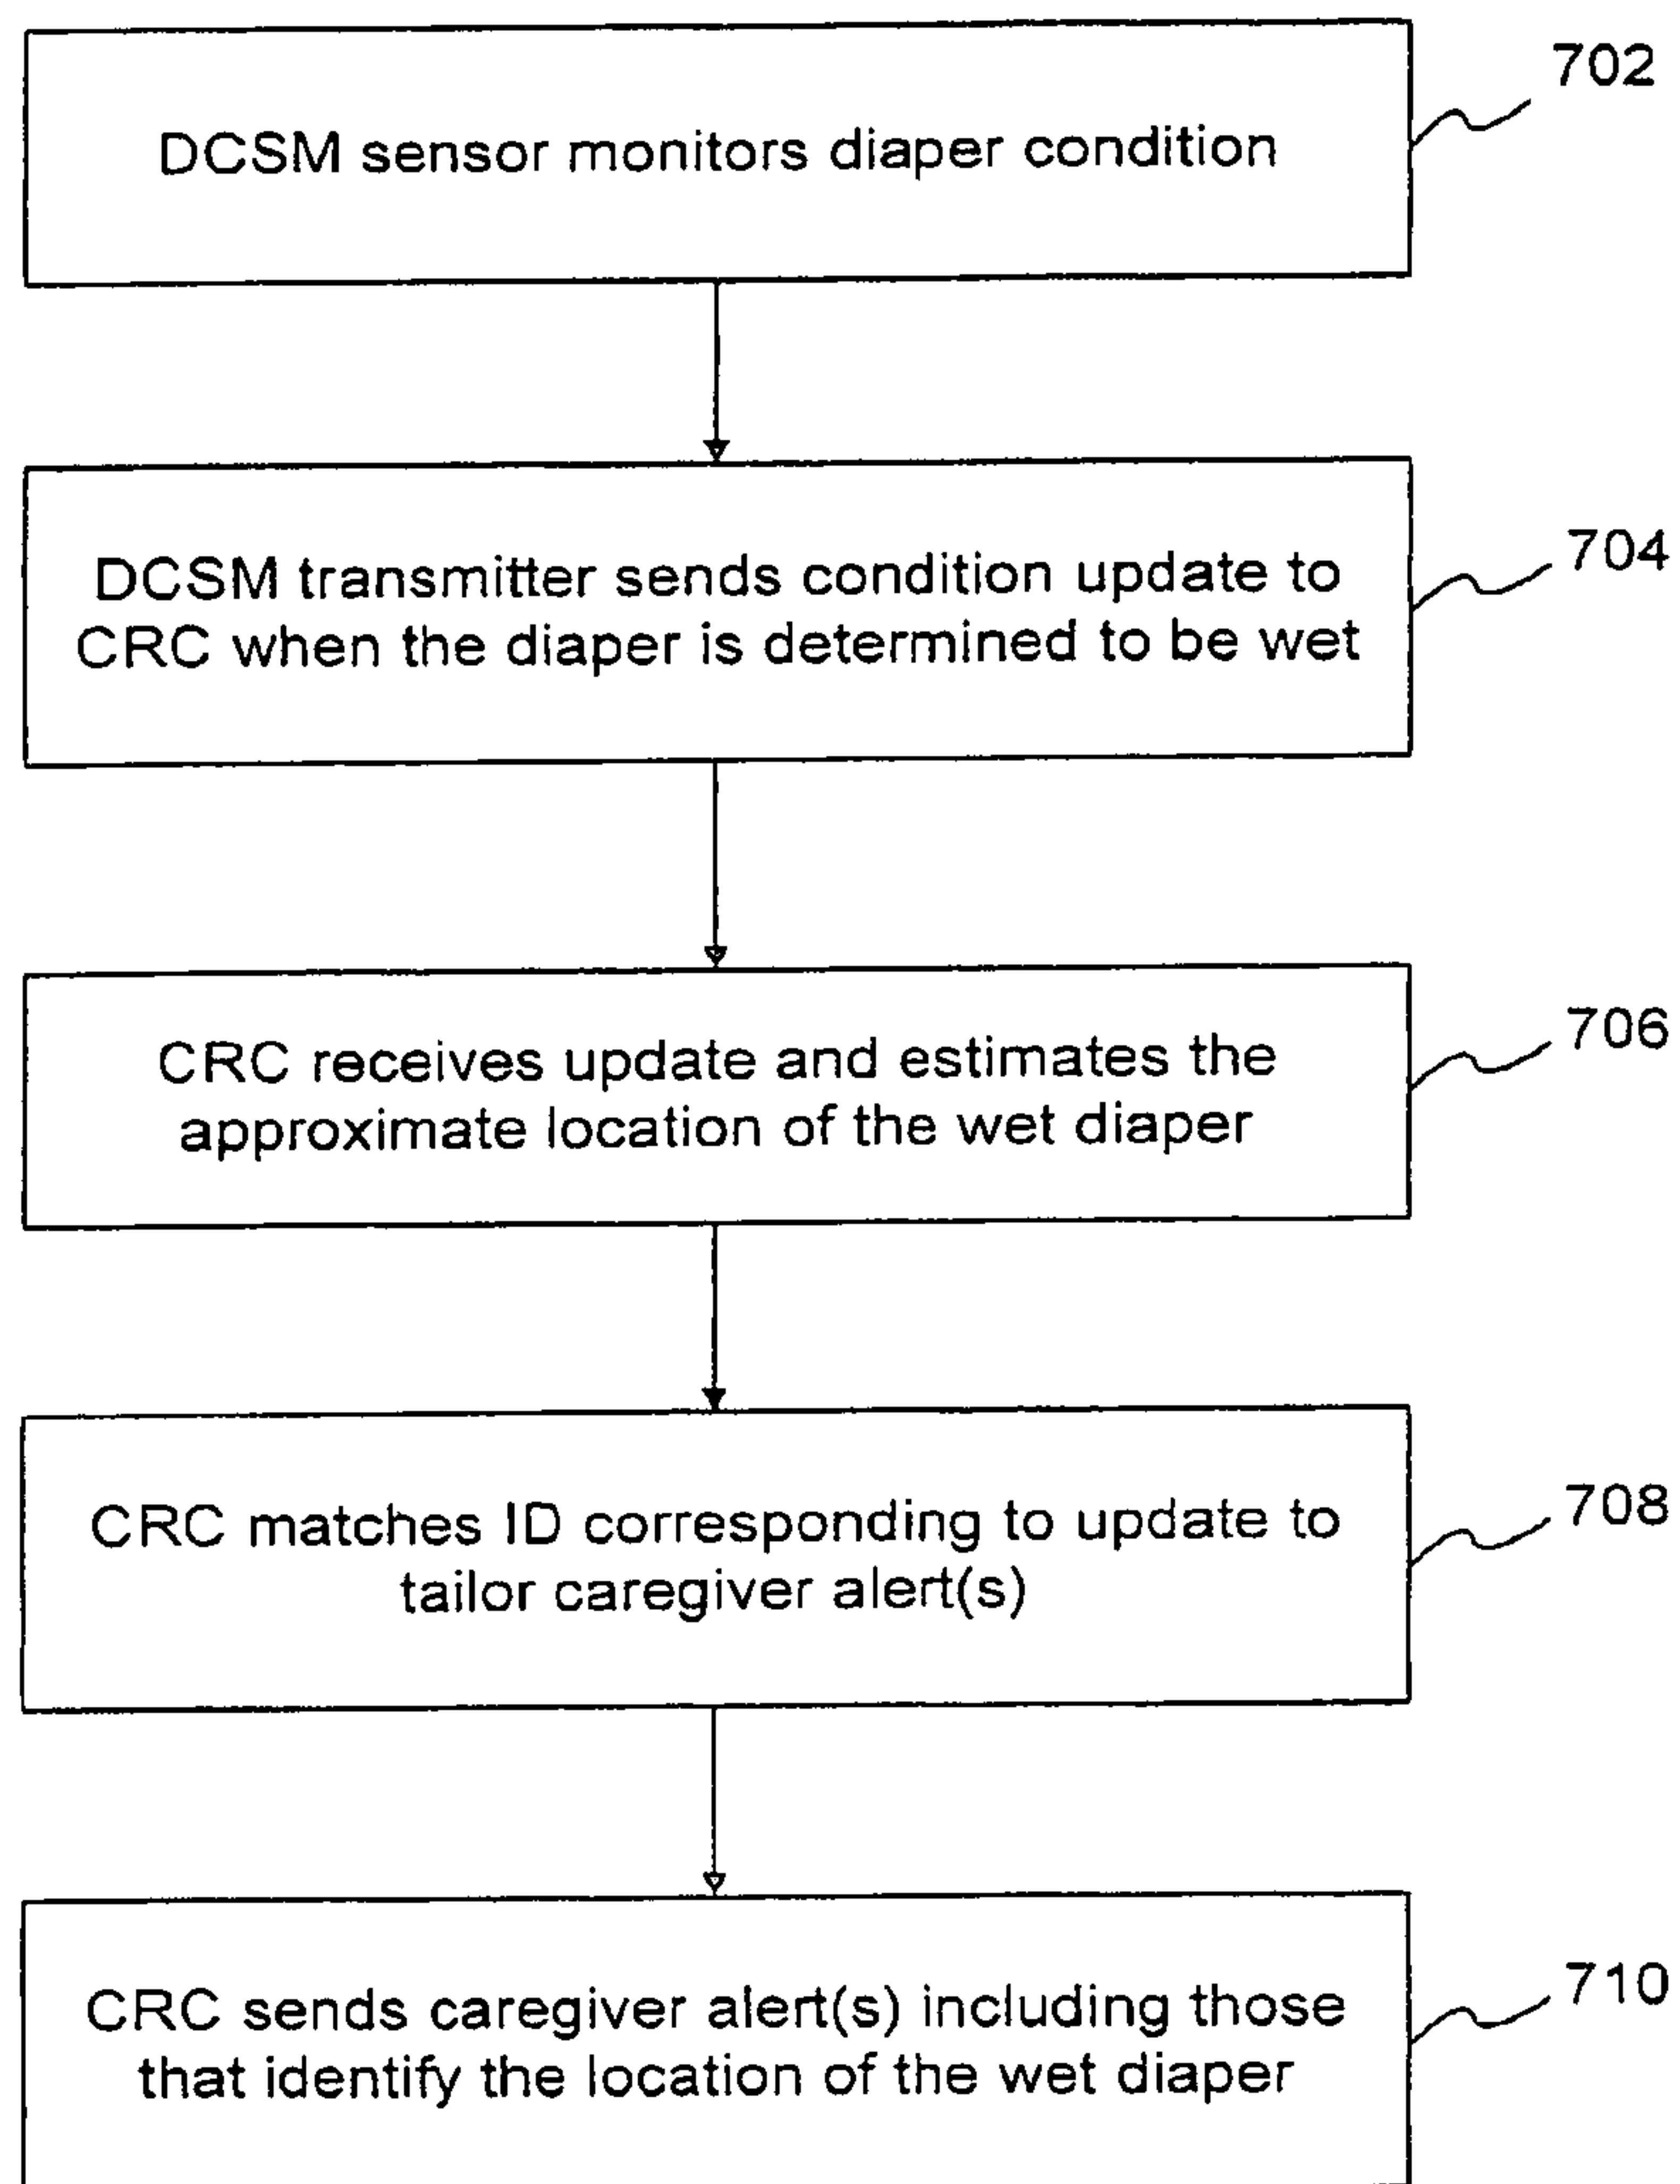 702
DCSM sensor monitors diaper condition
704
DCSM transmitter sends condition update to
CRC when the diaper is determined to be wet
706
CRC receives update and estimates the
approximate location of the wet diaper
708
CRC matches ID corresponding to update to
tailor caregiver alert(s)
710
CRC sends caregiver alert(s) including those
that identify the location of the wet diaper